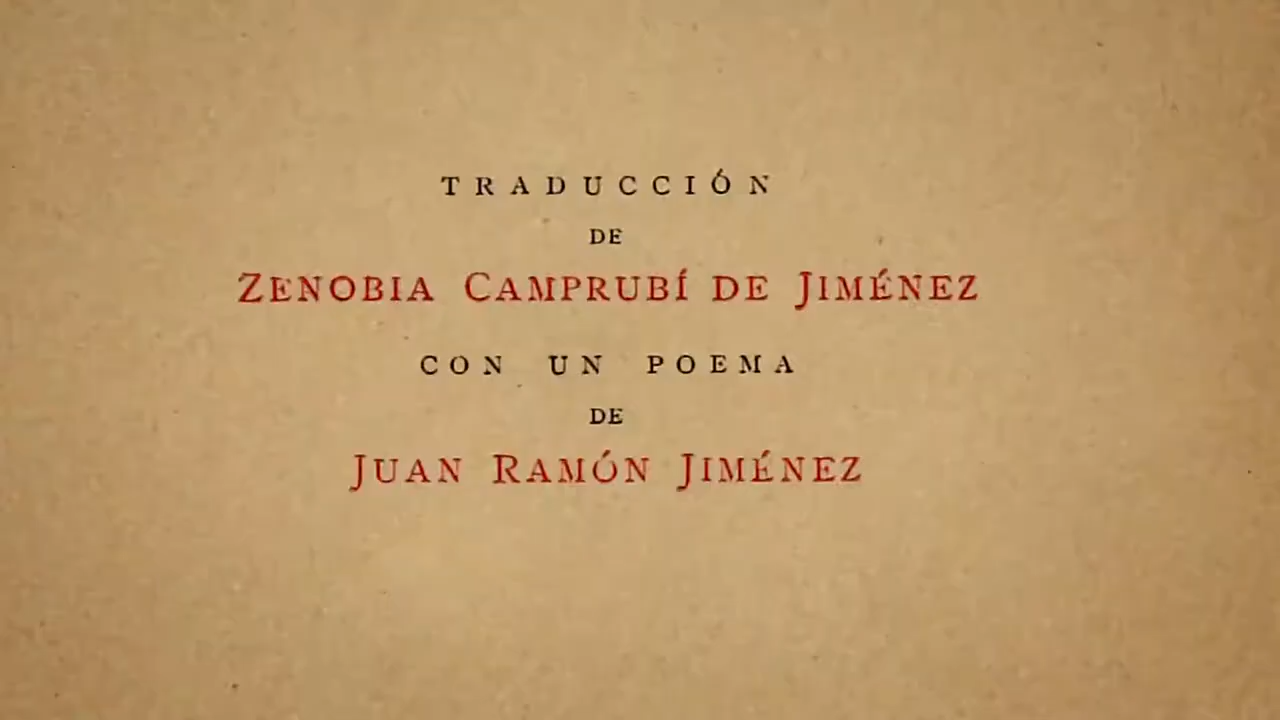 TRADUCCIÓN
DE
ZENOBIA CAMPRUBÍ DE JIMÉNEZ
CON UN POEMA
DE
JUAN RAMÓN JIMÉNEZ